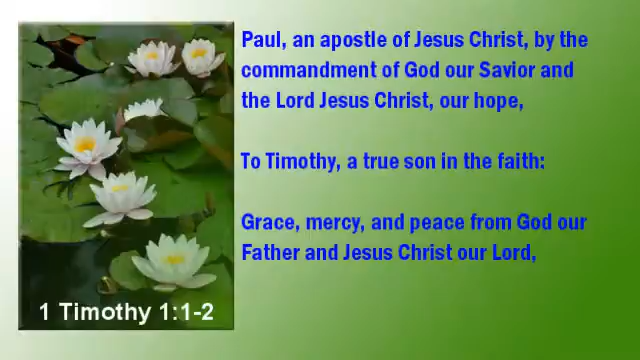 Paul, an apostle of Jesus Christ, by the
commandment of God our Savior and
the Lord Jesus Christ, our hope,
To Timothy, a true son in the faith:
Grace, mercy, and peace from God our
Father and Jesus Christ our Lord,
1 Timothy 1:1-2